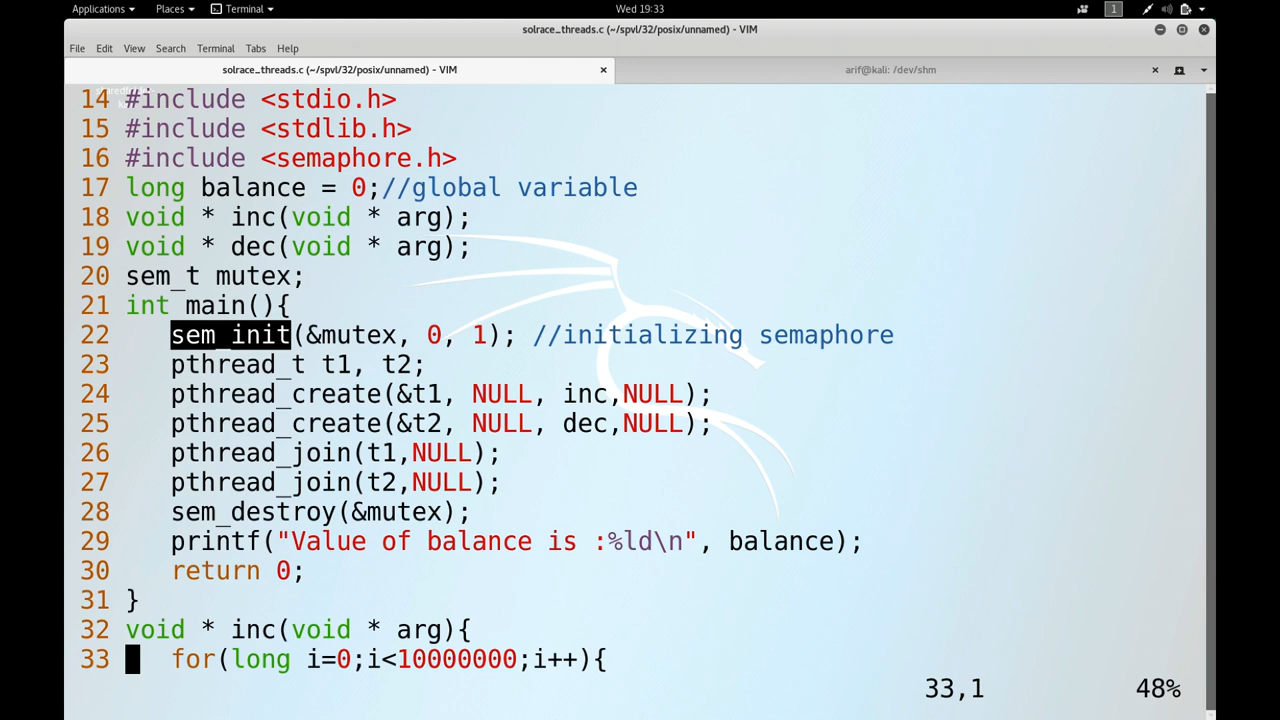 Applications Places Terminal Wed 19:33 1
solrace_threads.c (~/spvl/32/posix/unnamed) - VIM
File Edit View Search Terminal Tabs Help
solrace_threads.c (~/spvl/32/posix/unnamed) - VIM arif@kali: /dev/shm
14 #include <stdio.h>
15 #include <stdlib.h>
16 #include <semaphore.h>
17 long balance = 0;//global variable
18 void * inc(void * arg);
19 void * dec(void * arg);
20 sem_t mutex;
21 int main(){
22    sem_init(&mutex, 0, 1); //initializing semaphore
23    pthread_t t1, t2;
24    pthread_create(&t1, NULL, inc,NULL);
25    pthread_create(&t2, NULL, dec,NULL);
26    pthread_join(t1,NULL);
27    pthread_join(t2,NULL);
28    sem_destroy(&mutex);
29    printf("Value of balance is :%ld\n", balance);
30    return 0;
31 }
32 void * inc(void * arg){
33    for(long i=0;i<10000000;i++){
33,1 48%